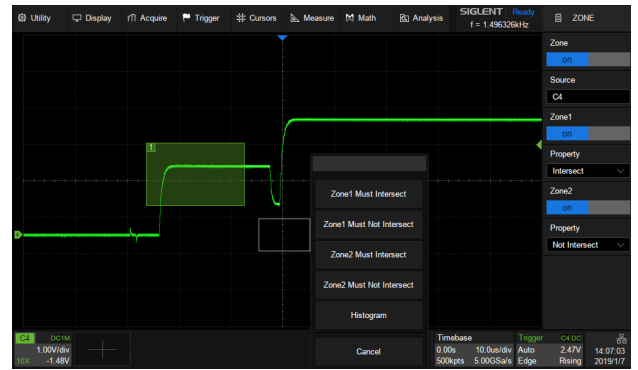 Utility Display Acquire Trigger Cursors Measure Math Analysis SIGLENT Ready ZONE
f = 1.496326kHz
Zone
on
Source
C4
Zone1
on
Property
Intersect
Zone2
on
Property
Not Intersect
1
4
Zone1 Must Intersect
Zone1 Must Not Intersect
Zone2 Must Intersect
Zone2 Must Not Intersect
Histogram
Cancel
C4 DC1M
1.00V/div
10X -1.48V
Timebase
0.00s 10.0us/div
500kpts 5.00GSa/s
Trigger C4 DC
Auto 2.47V
Edge Rising
14:07:03
2019/1/7